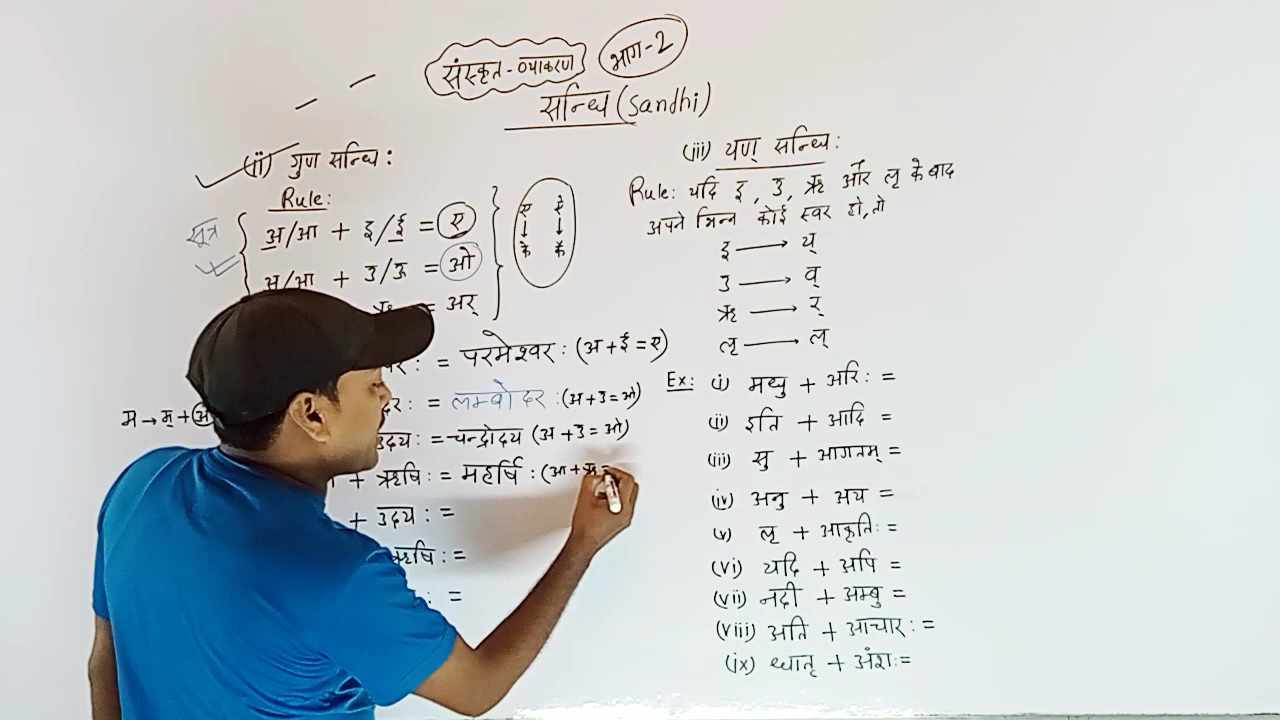 संस्कृत-व्याकरण भाग-2
सन्धि (Sandhi)
(ii) गुण सन्धि:
Rule:
सूत्र
अ/आ + इ/ई = ए
अ/आ + उ/ऊ = ओ
ऋ = अर्
ए ऐ
↓ ↓
के कै
: = परमेश्वर: (अ+ई=ए)
म → म् + अ
दर: = लम्बोदर: (अ+उ=ओ)
उदय: = चन्द्रोदय (अ+उ=ओ)
+ ऋषि: = महर्षि: (आ+ऋ=
+ उदय: =
ऋषि: =
: =
(iii) यण् सन्धि:
Rule: यदि इ, उ, ऋ और लृ के बाद
अपने भिन्न कोई स्वर हो, तो
इ → य्
उ → व्
ऋ → र्
लृ → ल्
Ex: (i) मधु + अरि: =
(ii) इति + आदि =
(iii) सु + आगतम् =
(iv) अनु + अय =
(v) लृ + आकृति: =
(vi) यदि + अपि =
(vii) नदी + अम्बु =
(viii) अति + आचार: =
(ix) धातृ + अंश: =